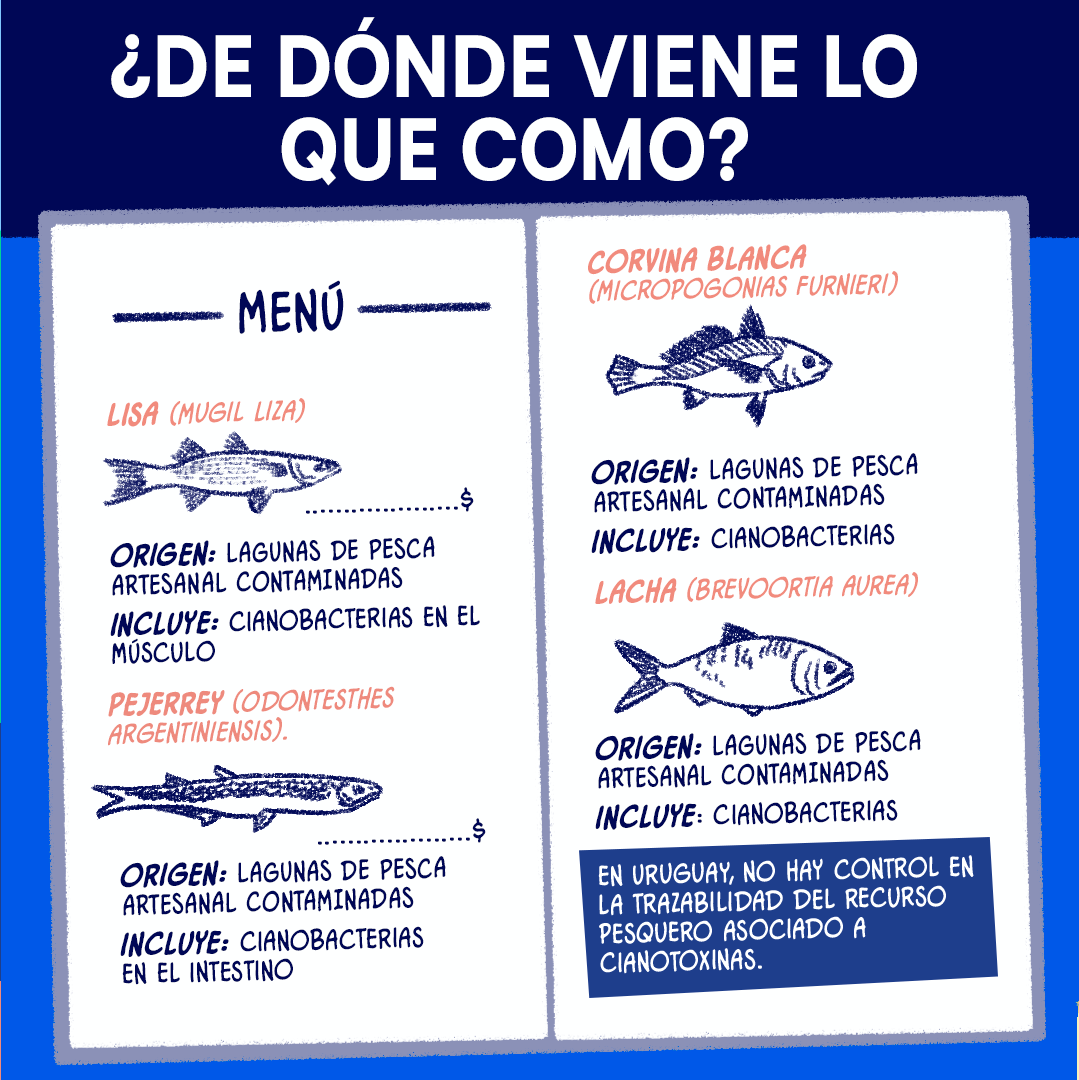 ¿DE DÓNDE VIENE LO
QUE COMO?
MENÚ
LISA (MUGIL LIZA)
....................$
ORIGEN: LAGUNAS DE PESCA
ARTESANAL CONTAMINADAS
INCLUYE: CIANOBACTERIAS EN EL
MÚSCULO
PEJERREY (ODONTESTHES
ARGENTINIENSIS).
....................$
ORIGEN: LAGUNAS DE PESCA
ARTESANAL CONTAMINADAS
INCLUYE: CIANOBACTERIAS
EN EL INTESTINO
CORVINA BLANCA
(MICROPOGONIAS FURNIERI)
ORIGEN: LAGUNAS DE PESCA
ARTESANAL CONTAMINADAS
INCLUYE: CIANOBACTERIAS
LACHA (BREVOORTIA AUREA)
ORIGEN: LAGUNAS DE PESCA
ARTESANAL CONTAMINADAS
INCLUYE: CIANOBACTERIAS
EN URUGUAY, NO HAY CONTROL EN
LA TRAZABILIDAD DEL RECURSO
PESQUERO ASOCIADO A
CIANOTOXINAS.